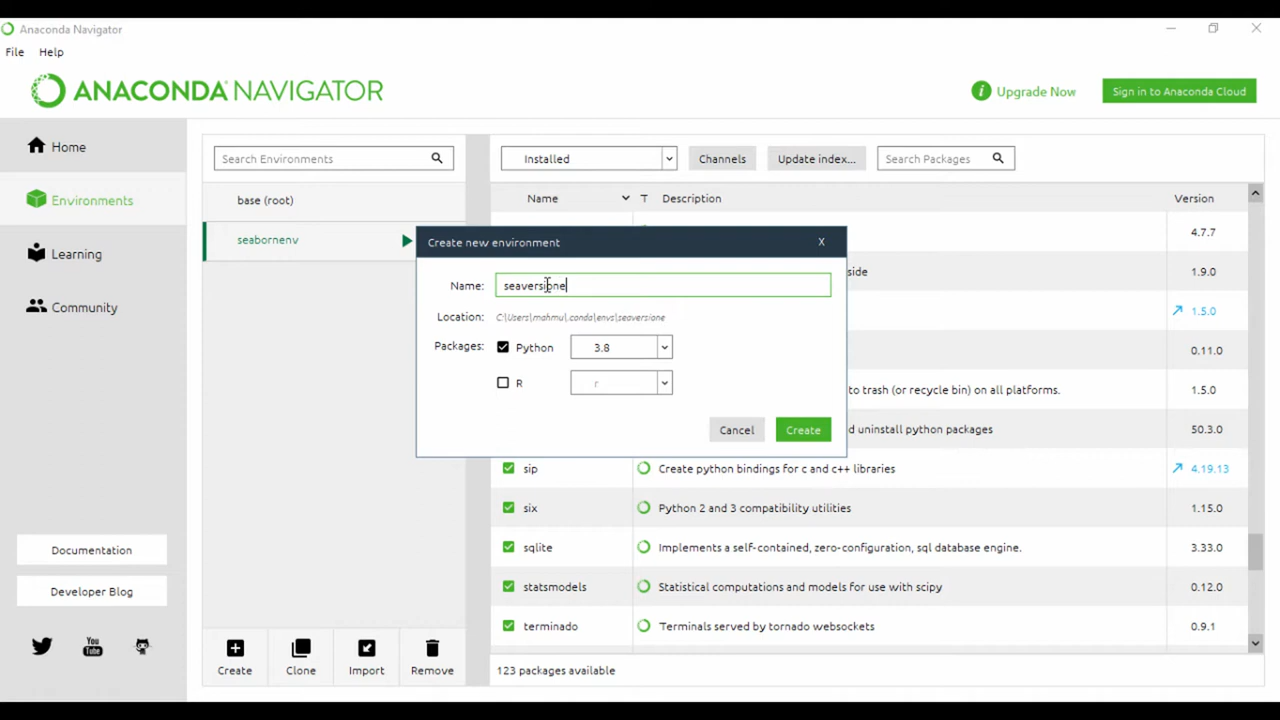 Anaconda Navigator
File Help
ANACONDA NAVIGATOR
Upgrade Now
Sign in to Anaconda Cloud
Home
Environments
Learning
Community
Documentation
Developer Blog
You Tube
Search Environments
base (root)
seabornenv
Create Clone Import Remove
Installed
Channels
Update index...
Search Packages
Name T Description Version
4.7.7
side 1.9.0
1.5.0
0.11.0
to trash (or recycle bin) on all platforms. 1.5.0
d uninstall python packages 50.3.0
sip Create python bindings for c and c++ libraries 4.19.13
six Python 2 and 3 compatibility utilities 1.15.0
sqlite Implements a self-contained, zero-configuration, sql database engine. 3.33.0
statsmodels Statistical computations and models for use with scipy 0.12.0
terminado Terminals served by tornado websockets 0.9.1
123 packages available
Create new environment X
Name: seaversione
Location: C:\Users\mahmu\.conda\envs\seaversione
Packages: Python 3.8
R r
Cancel Create